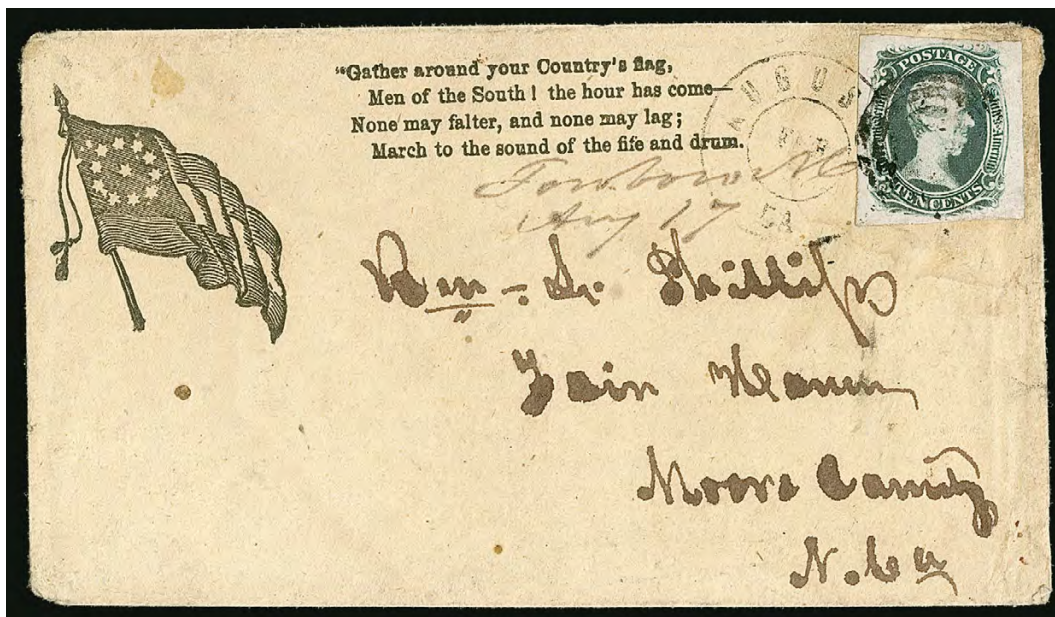 "Gather around your Country's flag,
Men of the South! the hour has come—
None may falter, and none may lag;
March to the sound of the fife and drum.
AUGUS
GA
POSTAGE
TEN CENTS
Aug 17
Phillips
Moore County
N. Ca